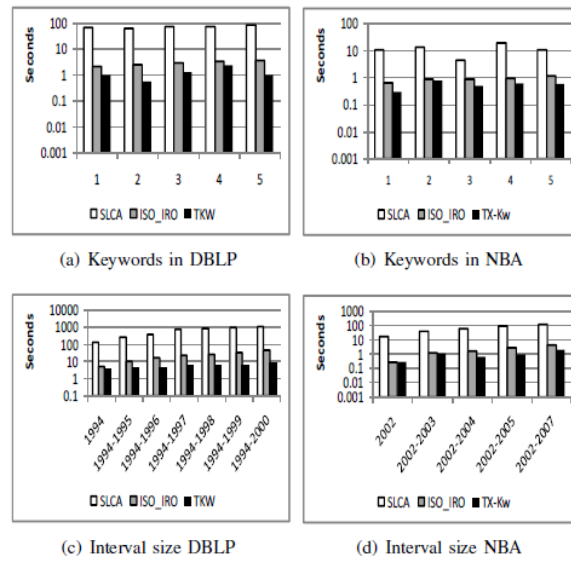 Seconds
100
10
1
0.1
0.01
0.001
1 2 3 4 5
SLCA ISO_IRO TKW
(a) Keywords in DBLP
Seconds
100
10
1
0.1
0.01
0.001
1 2 3 4 5
SLCA ISO_IRO TX-Kw
(b) Keywords in NBA
Seconds
10000
1000
100
10
1
0.1
1994 1994-1995 1994-1996 1994-1997 1994-1998 1994-1999 1994-2000
SLCA ISO_IRO TKW
(c) Interval size DBLP
Seconds
1000
100
10
1
0.1
0.01
0.001
2002 2002-2003 2002-2004 2002-2005 2002-2007
SLCA ISO_IRO TX-Kw
(d) Interval size NBA